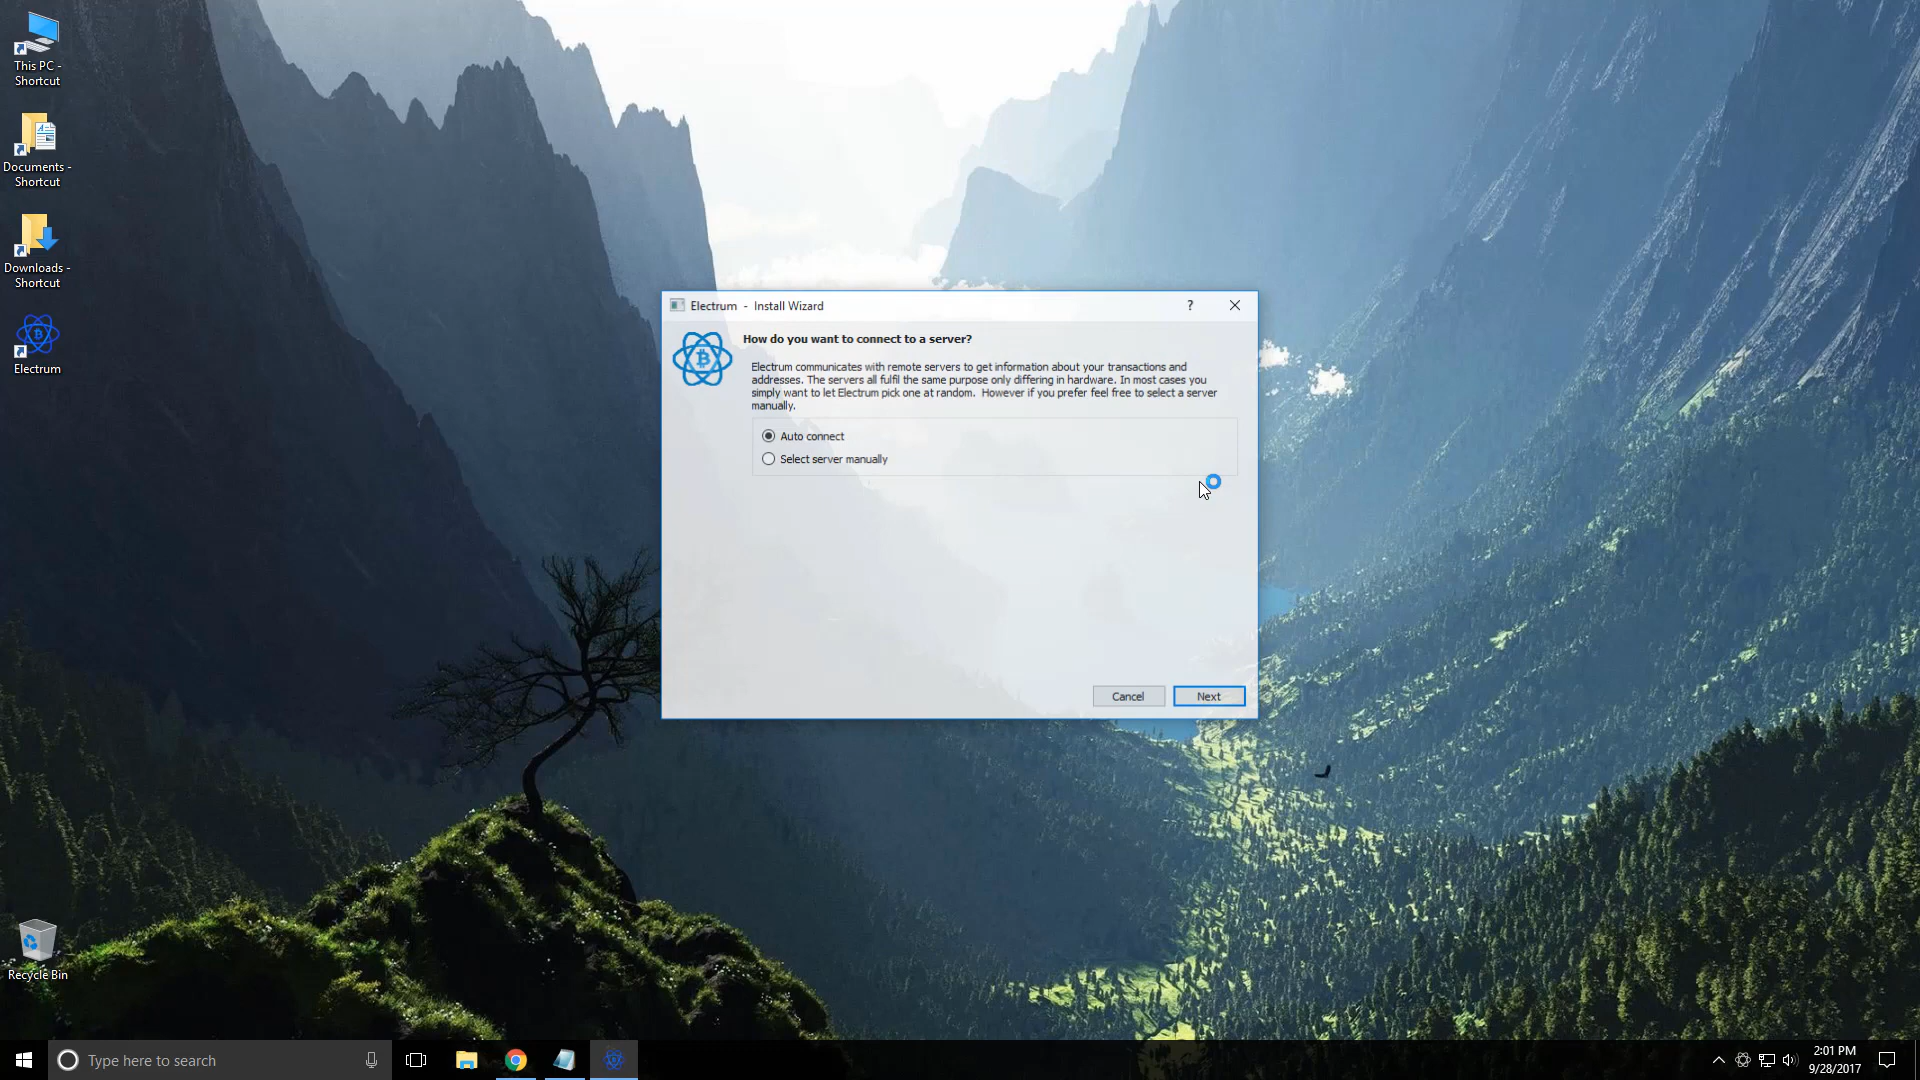 This PC -
Shortcut
Documents -
Shortcut
Downloads -
Shortcut
Electrum
Recycle Bin
Electrum - Install Wizard
?
How do you want to connect to a server?
Electrum communicates with remote servers to get information about your transactions and
addresses. The servers all fulfil the same purpose only differing in hardware. In most cases you
simply want to let Electrum pick one at random.  However if you prefer feel free to select a server
manually.
Auto connect
Select server manually
Cancel
Next
Type here to search
2:01 PM
9/28/2017